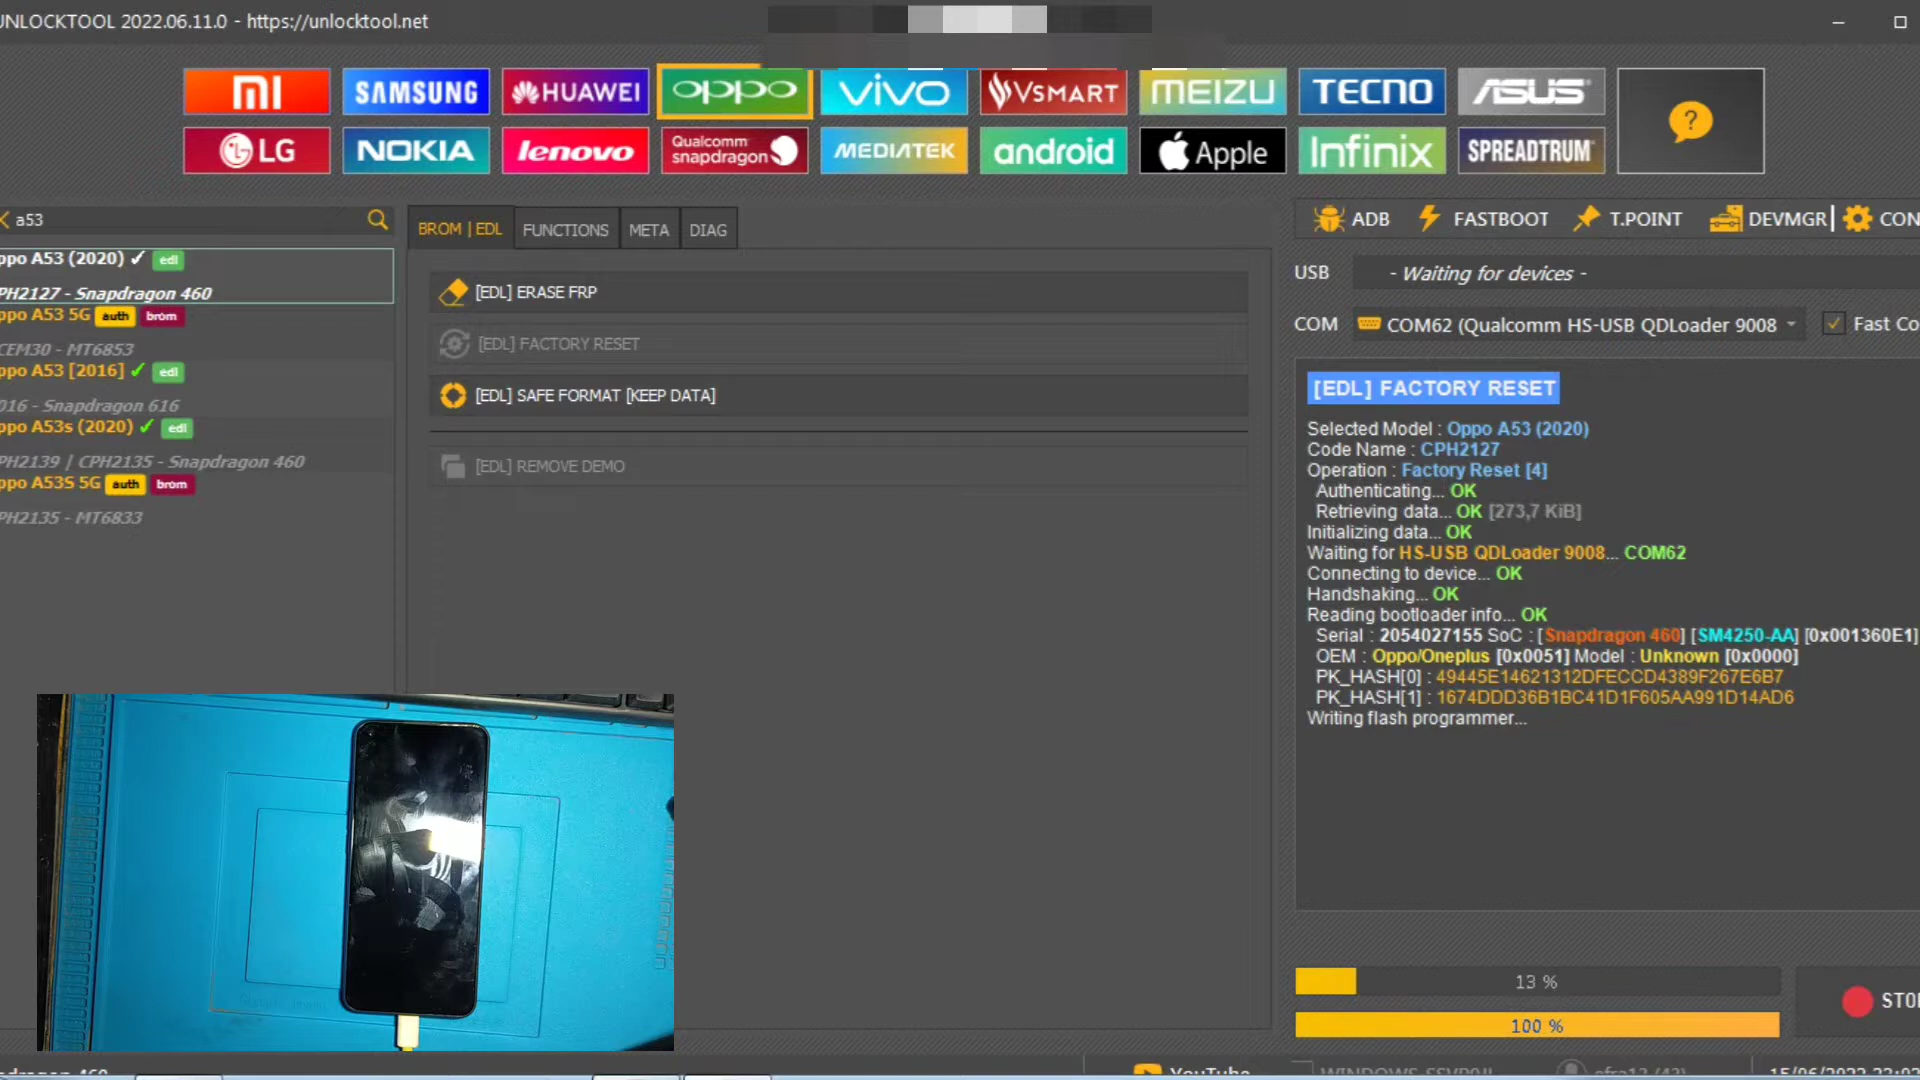 UNLOCKTOOL 2022.06.11.0 - https://unlocktool.net
MI SAMSUNG HUAWEI oppo vivo VSMART MEIZU TECNO ASUS ?
LG NOKIA lenovo Qualcomm snapdragon MEDIATEK android Apple Infinix SPREADTRUM
a53
BROM | EDL FUNCTIONS META DIAG
ADB FASTBOOT T.POINT DEVMGR CON
ppo A53 (2020) ✓ edl
PH2127 - Snapdragon 460
ppo A53 5G auth brom
CEM30 - MT6853
ppo A53 [2016] ✓ edl
016 - Snapdragon 616
ppo A53s (2020) ✓ edl
PH2139 | CPH2135 - Snapdragon 460
ppo A53S 5G auth brom
PH2135 - MT6833
[EDL] ERASE FRP
[EDL] FACTORY RESET
[EDL] SAFE FORMAT [KEEP DATA]
[EDL] REMOVE DEMO
USB - Waiting for devices -
COM COM62 (Qualcomm HS-USB QDLoader 9008 Fast Co
[EDL] FACTORY RESET
Selected Model : Oppo A53 (2020)
Code Name : CPH2127
Operation : Factory Reset [4]
Authenticating... OK
Retrieving data... OK [273,7 KiB]
Initializing data... OK
Waiting for HS-USB QDLoader 9008... COM62
Connecting to device... OK
Handshaking... OK
Reading bootloader info... OK
Serial : 2054027155 SoC : [Snapdragon 460] [SM4250-AA] [0x001360E1]
OEM : Oppo/Oneplus [0x0051] Model : Unknown [0x0000]
PK_HASH[0] : 49445E14621312DFECCD4389F267E6B7
PK_HASH[1] : 1674DDD36B1BC41D1F605AA991D14AD6
Writing flash programmer...
13 %
100 %
STO
YouTube